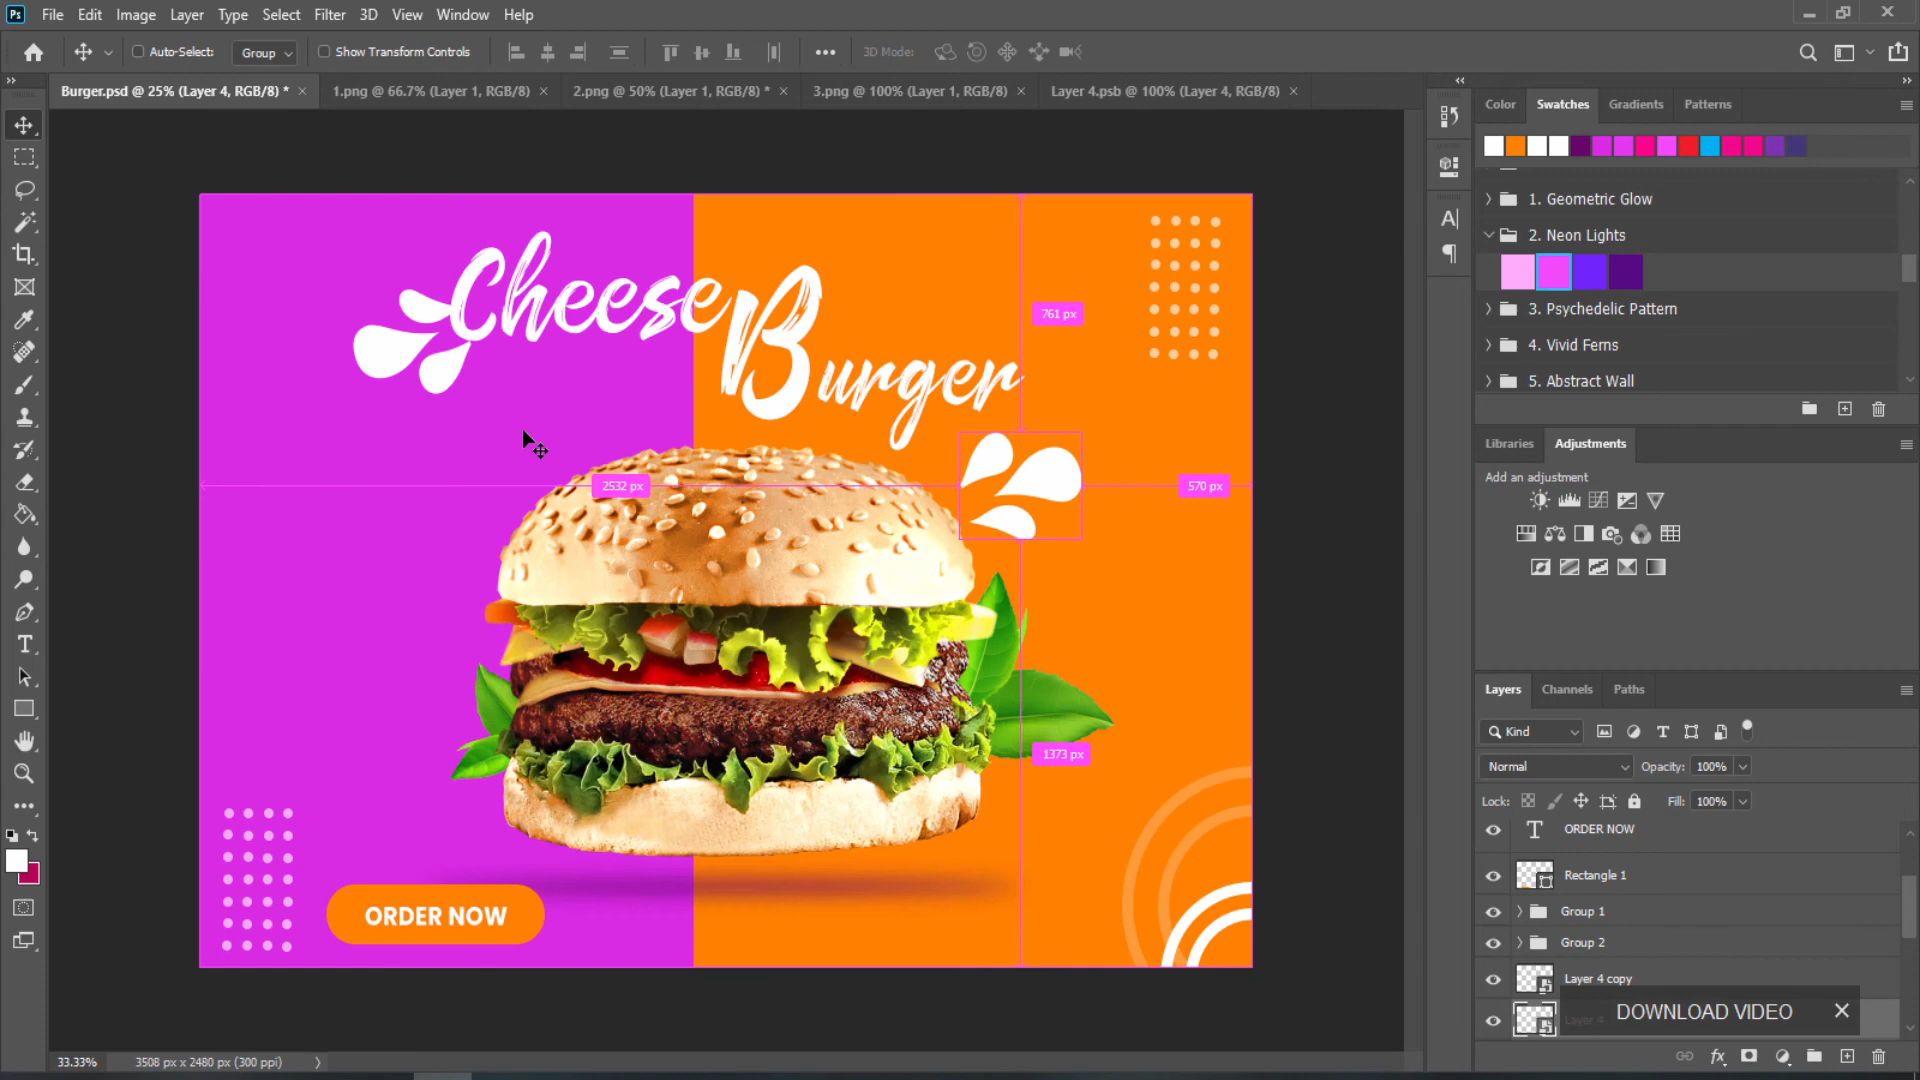 Ps File Edit Image Layer Type Select Filter 3D View Window Help
Auto-Select: Group Show Transform Controls 3D Mode:
Burger.psd @ 25% (Layer 4, RGB/8) * × 1.png @ 66.7% (Layer 1, RGB/8) × 2.png @ 50% (Layer 1, RGB/8) * × 3.png @ 100% (Layer 1, RGB/8) × Layer 4.psb @ 100% (Layer 4, RGB/8) ×
Cheese
Burger
761 px
2532 px
570 px
1373 px
ORDER NOW
33.33% 3508 px x 2480 px (300 ppi)
Color Swatches Gradients Patterns
1. Geometric Glow
2. Neon Lights
3. Psychedelic Pattern
4. Vivid Ferns
5. Abstract Wall
Libraries Adjustments
Add an adjustment
Layers Channels Paths
Kind
Normal Opacity: 100%
Lock: Fill: 100%
T ORDER NOW
Rectangle 1
Group 1
Group 2
Layer 4 copy
DOWNLOAD VIDEO
fx